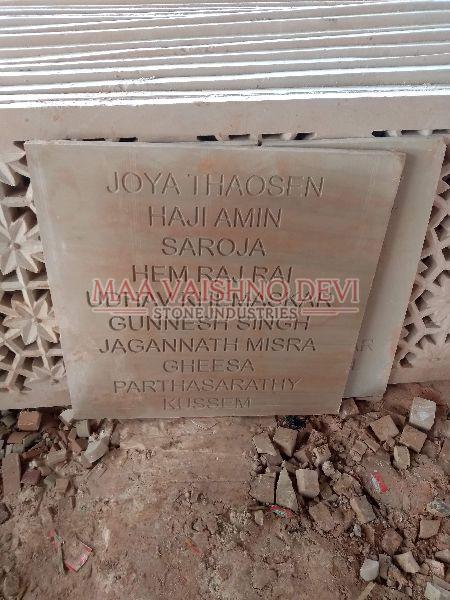 JOYA THAOSEN
HAJI AMIN
SAROJA
HEM RAJ RAI
MAA VAISHNO DEVI
STONE INDUSTRIES
GUNNESH SINGH
JAGANNATH MISRA
GHEESA
PARTHASARATHY
KUSSEM